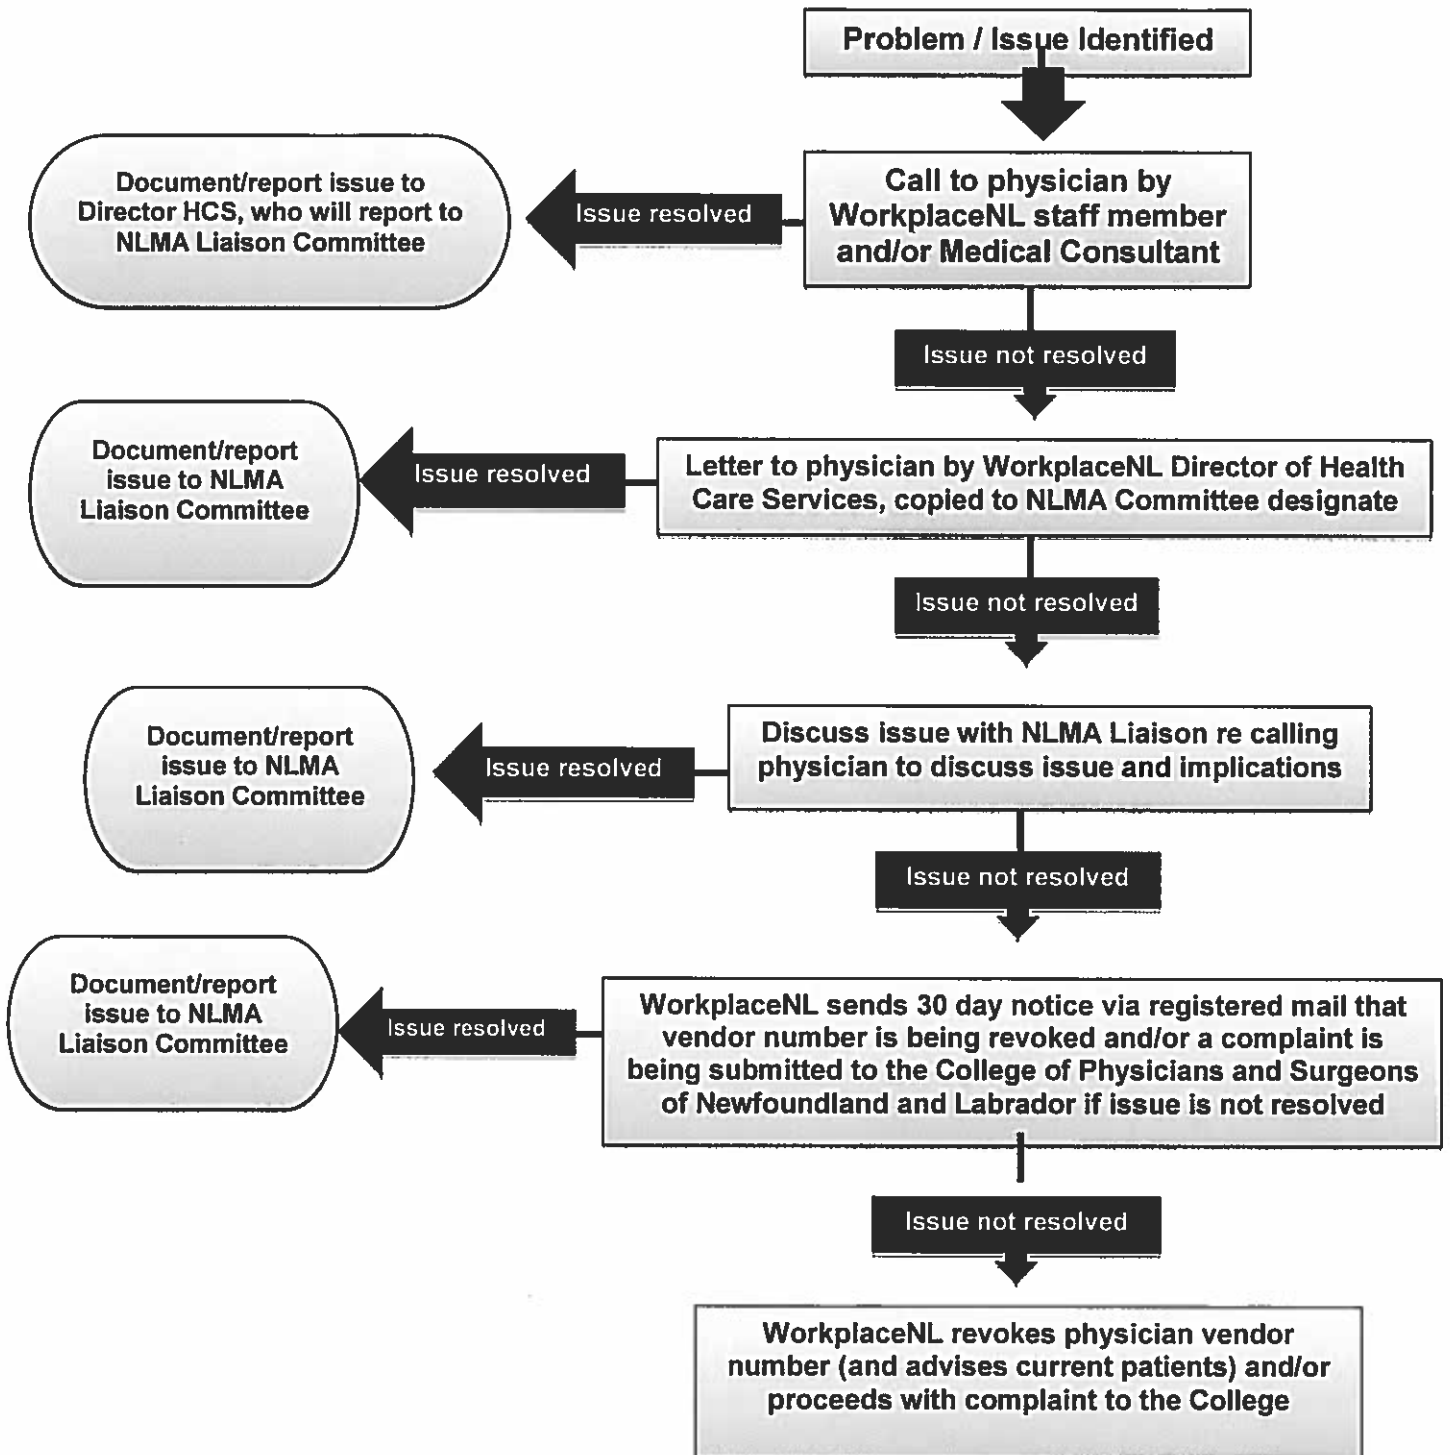 Problem / Issue Identified
Document/report issue to
Director HCS, who will report to
NLMA Liaison Committee
Issue resolved
Call to physician by
WorkplaceNL staff member
and/or Medical Consultant
Issue not resolved
Document/report
issue to NLMA
Liaison Committee
Issue resolved
Letter to physician by WorkplaceNL Director of Health
Care Services, copied to NLMA Committee designate
Issue not resolved
Document/report
issue to NLMA
Liaison Committee
Issue resolved
Discuss issue with NLMA Liaison re calling
physician to discuss issue and implications
Issue not resolved
Document/report
issue to NLMA
Liaison Committee
Issue resolved
WorkplaceNL sends 30 day notice via registered mail that
vendor number is being revoked and/or a complaint is
being submitted to the College of Physicians and Surgeons
of Newfoundland and Labrador if issue is not resolved
Issue not resolved
WorkplaceNL revokes physician vendor
number (and advises current patients) and/or
proceeds with complaint to the College